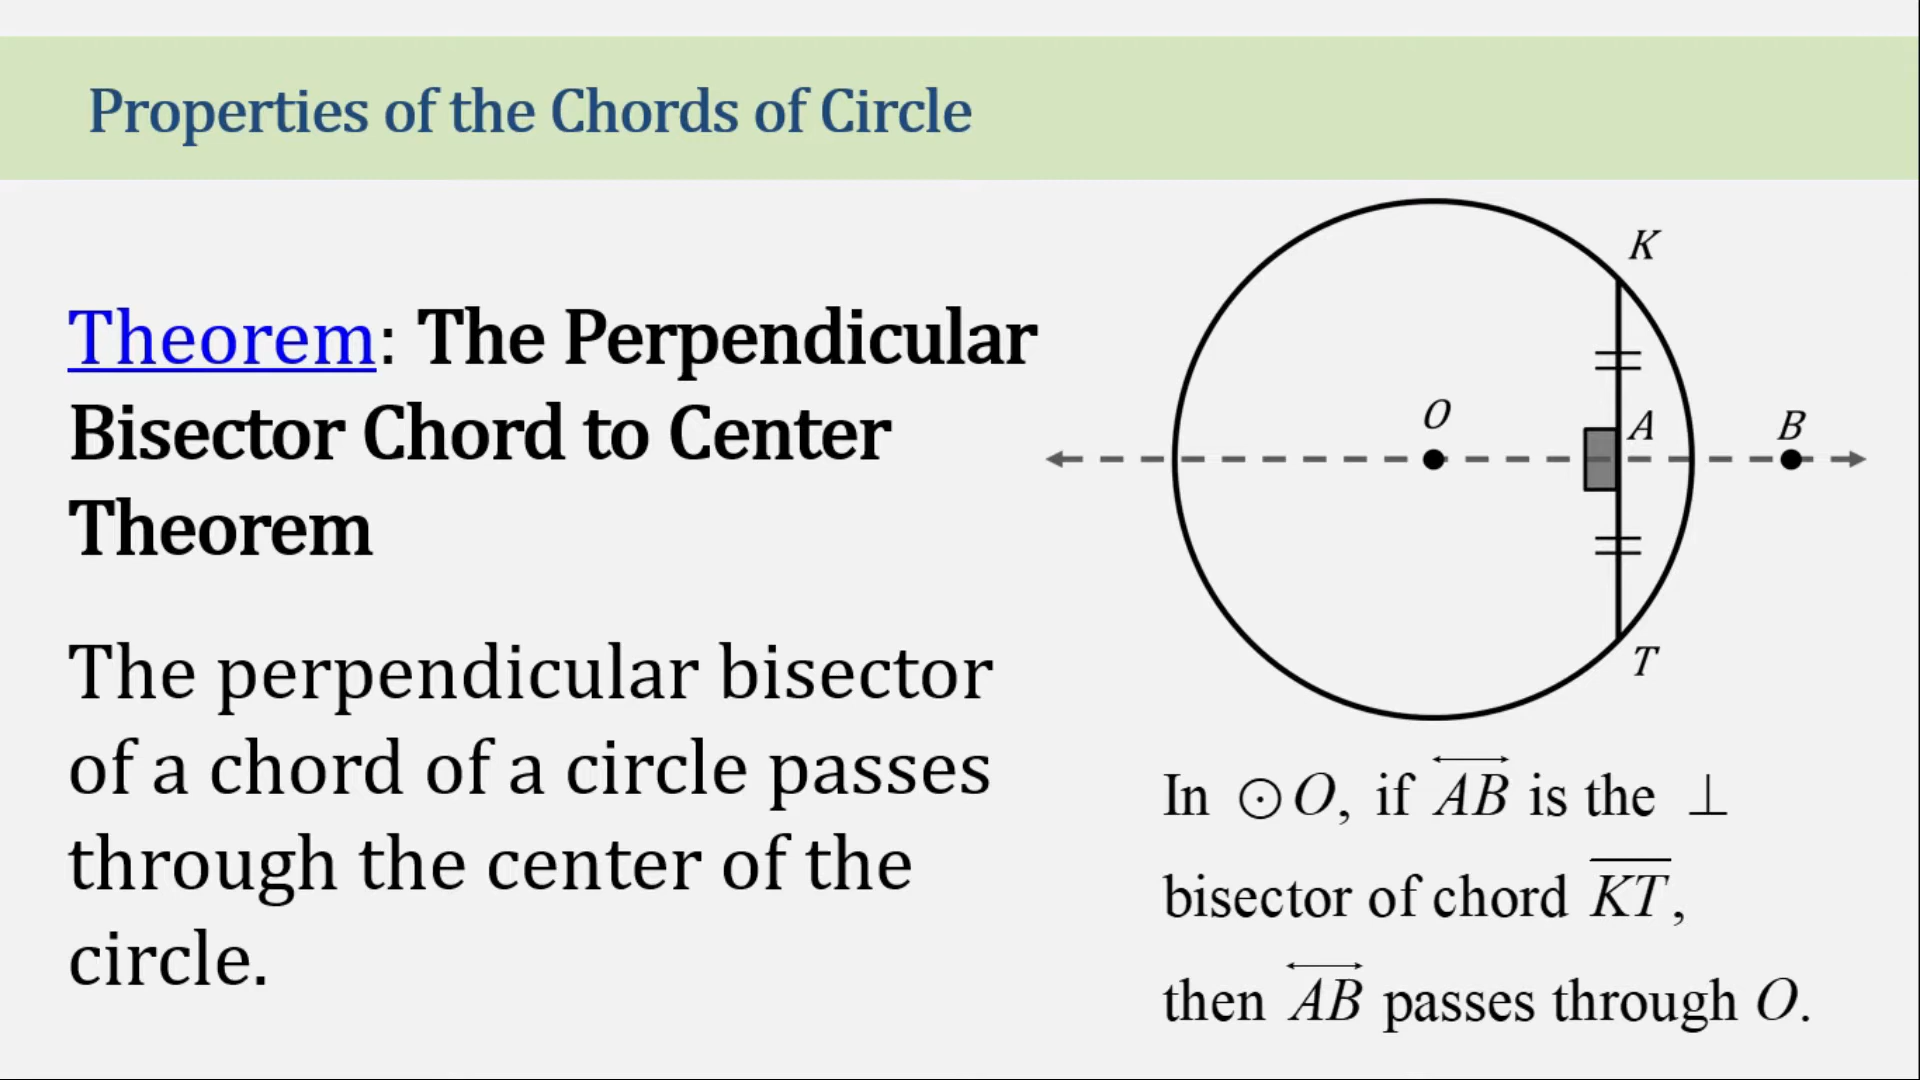 Properties of the Chords of Circle
Theorem: The Perpendicular
Bisector Chord to Center
Theorem
The perpendicular bisector
of a chord of a circle passes
through the center of the
circle.
K
O
A
B
T
In ⊙O, if AB is the ⊥
bisector of chord KT,
then AB passes through O.